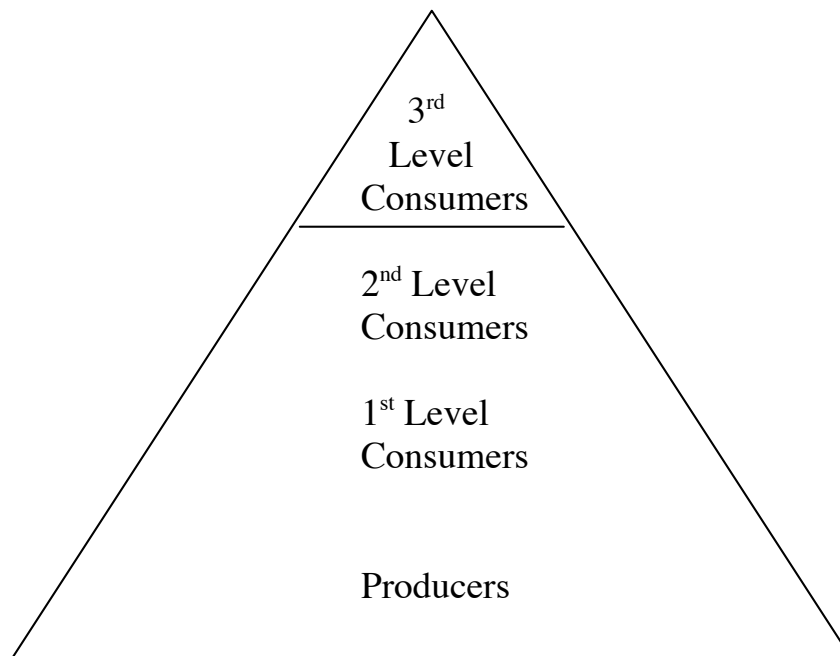 3rd
Level
Consumers
2nd Level
Consumers
1st Level
Consumers
Producers